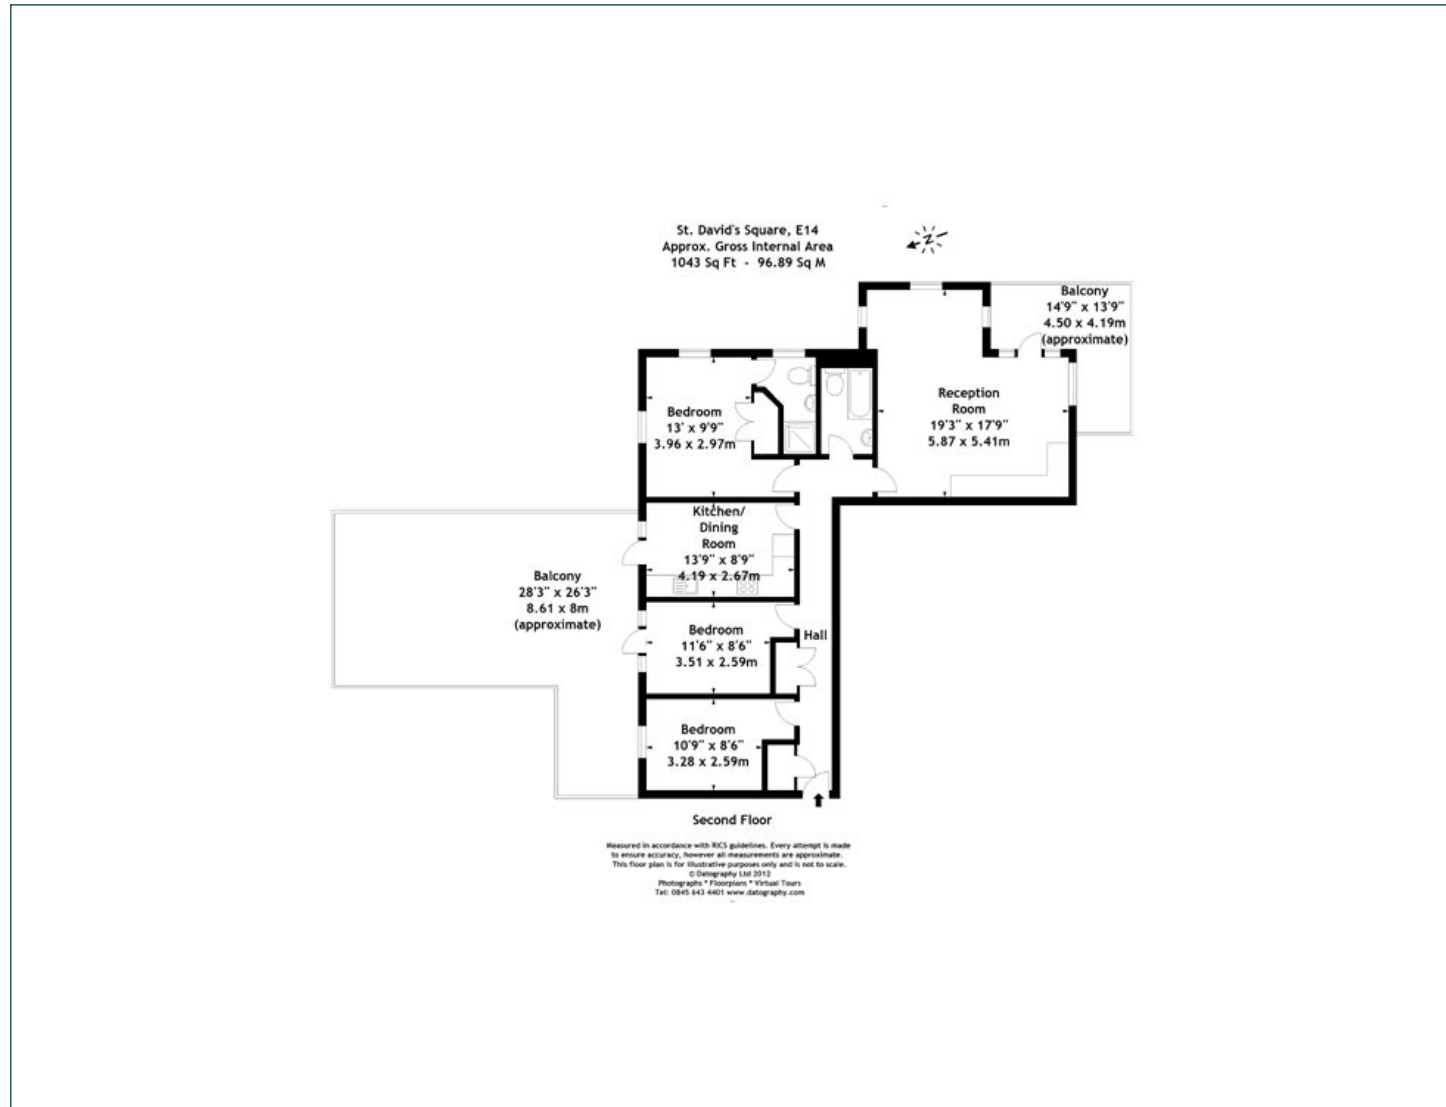 St. David's Square, E14
Approx. Gross Internal Area
1043 Sq Ft - 96.89 Sq M
N
Balcony
14'9" x 13'9"
4.50 x 4.19m
(approximate)
Reception
Room
19'3" x 17'9"
5.87 x 5.41m
Bedroom
13' x 9'9"
3.96 x 2.97m
Kitchen/
Dining
Room
13'9" x 8'9"
4.19 x 2.67m
Balcony
28'3" x 26'3"
8.61 x 8m
(approximate)
Bedroom
11'6" x 8'6"
3.51 x 2.59m
Hall
Bedroom
10'9" x 8'6"
3.28 x 2.59m
Second Floor
Measured in accordance with RICS guidelines. Every attempt is made
to ensure accuracy, however all measurements are approximate.
This floor plan is for illustrative purposes only and is not to scale.
© Datography Ltd 2012
Photographs * Floorplans * Virtual Tours
Tel: 0845 643 4401 www.datography.com